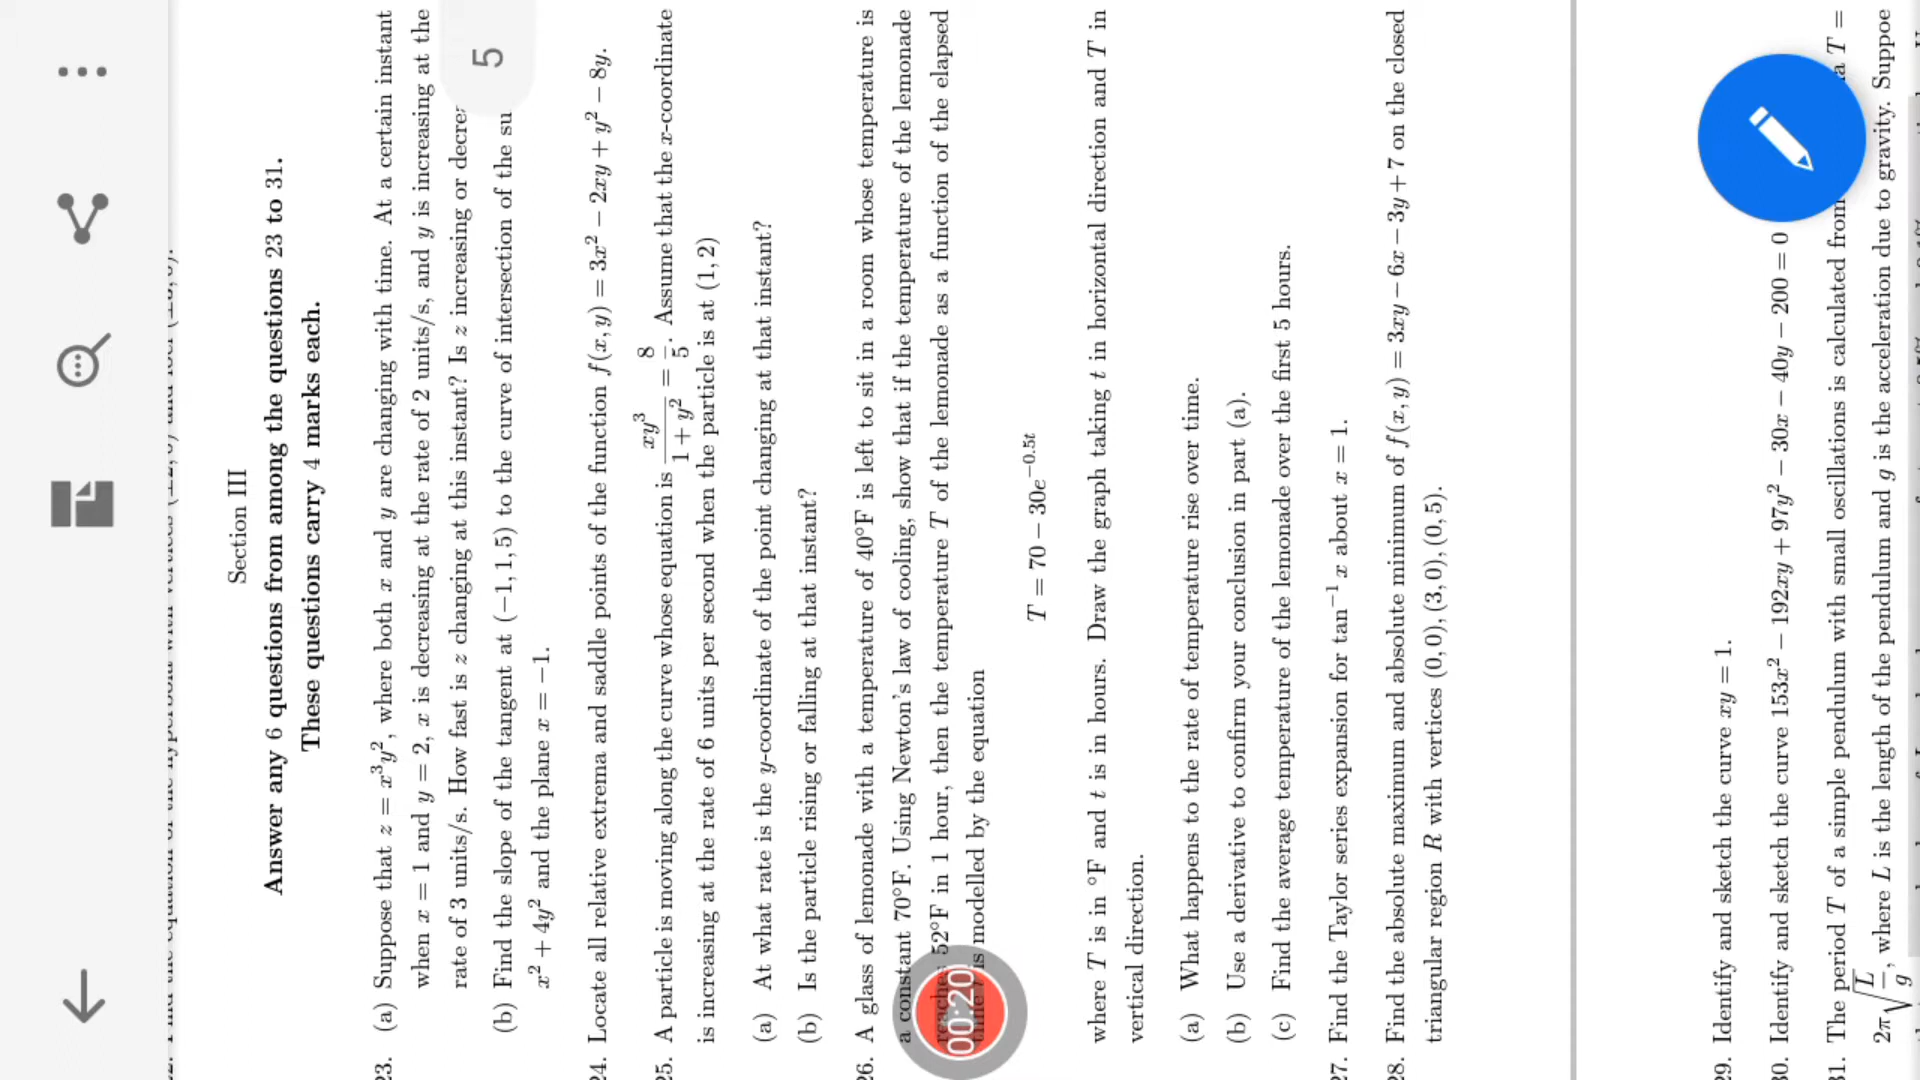 Section III
Answer any 6 questions from among the questions 23 to 31.
These questions carry 4 marks each.
23. (a) Suppose that z = x³y², where both x and y are changing with time. At a certain instant
when x = 1 and y = 2, x is decreasing at the rate of 2 units/s, and y is increasing at the
rate of 3 units/s. How fast is z changing at this instant? Is z increasing or
(b) Find the slope of the tangent at (−1, 1, 5) to the curve of intersection of the
x² + 4y² and the plane x = −1.
24. Locate all relative extrema and saddle points of the function f(x, y) = 3x² − 2xy + y² − 8y.
25. A particle is moving along the curve whose equation is xy³/(1 + y²) = 8/5. Assume that the x-coordinate
is increasing at the rate of 6 units per second when the particle is at (1, 2)
(a) At what rate is the y-coordinate of the point changing at that instant?
(b) Is the particle rising or falling at that instant?
26. A glass of lemonade with a temperature of 40°F is left to sit in a room whose temperature is
a constant 70°F. Using Newton's law of cooling, show that if the temperature of the lemonade
reaches 52°F in 1 hour, then the temperature T of the lemonade as a function of the elapsed
time t is modelled by the equation
T = 70 − 30e^{−0.5t}
where T is in °F and t is in hours. Draw the graph taking t in horizontal direction and T in
vertical direction.
(a) What happens to the rate of temperature rise over time.
(b) Use a derivative to confirm your conclusion in part (a).
(c) Find the average temperature of the lemonade over the first 5 hours.
27. Find the Taylor series expansion for tan⁻¹ x about x = 1.
28. Find the absolute maximum and absolute minimum of f(x, y) = 3xy − 6x − 3y + 7 on the closed
triangular region R with vertices (0, 0), (3, 0), (0, 5).
29. Identify and sketch the curve xy = 1.
30. Identify and sketch the curve 153x² − 192xy + 97y² − 30x − 40y − 200 = 0
31. The period T of a simple pendulum with small oscillations is calculated from T =
2π√(L/g), where L is the length of the pendulum and g is the acceleration due to gravity. Suppoe
5
00:20